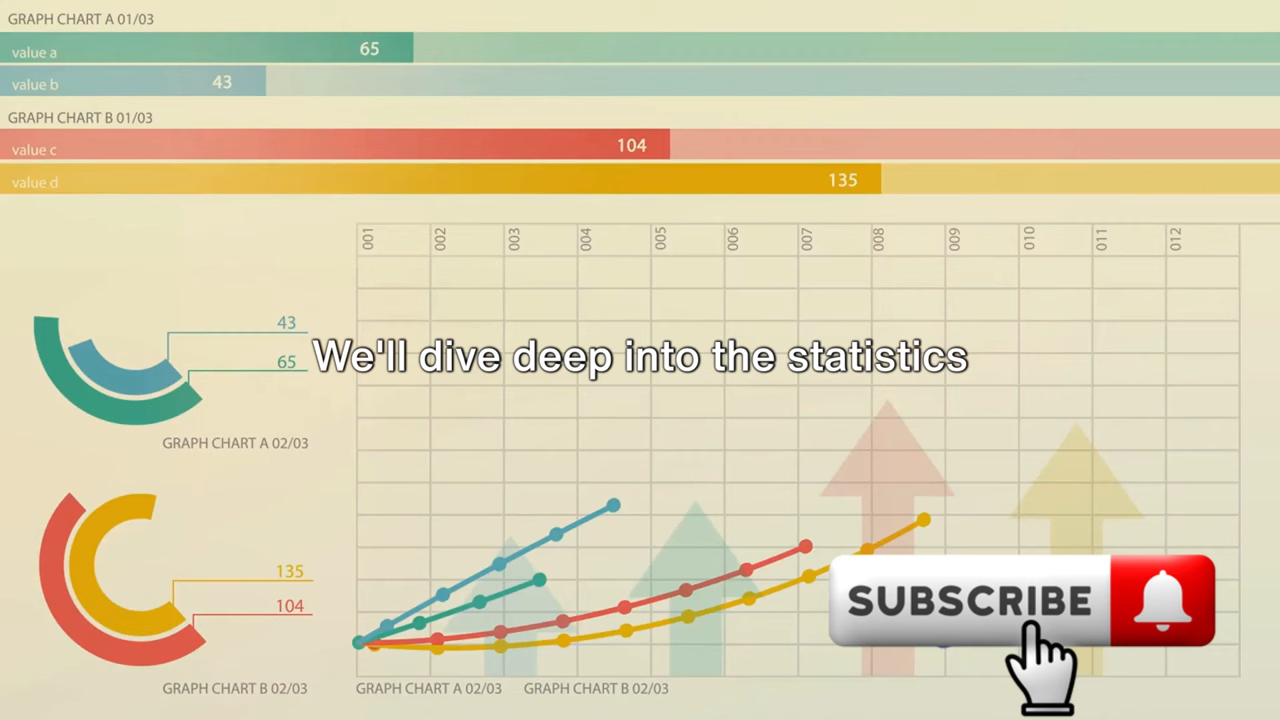 GRAPH CHART A 01/03
value a 65
value b 43
GRAPH CHART B 01/03
value c 104
value d 135
001 002 003 004 005 006 007 008 009 010 011 012
43
65
GRAPH CHART A 02/03
We'll dive deep into the statistics
135
104
GRAPH CHART B 02/03
SUBSCRIBE
GRAPH CHART A 02/03 GRAPH CHART B 02/03